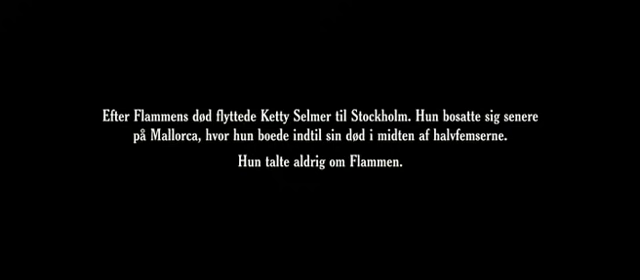 Efter Flammens død flyttede Ketty Selmer til Stockholm. Hun bosatte sig senere
på Mallorca, hvor hun boede indtil sin død i midten af halvfemserne.
Hun talte aldrig om Flammen.